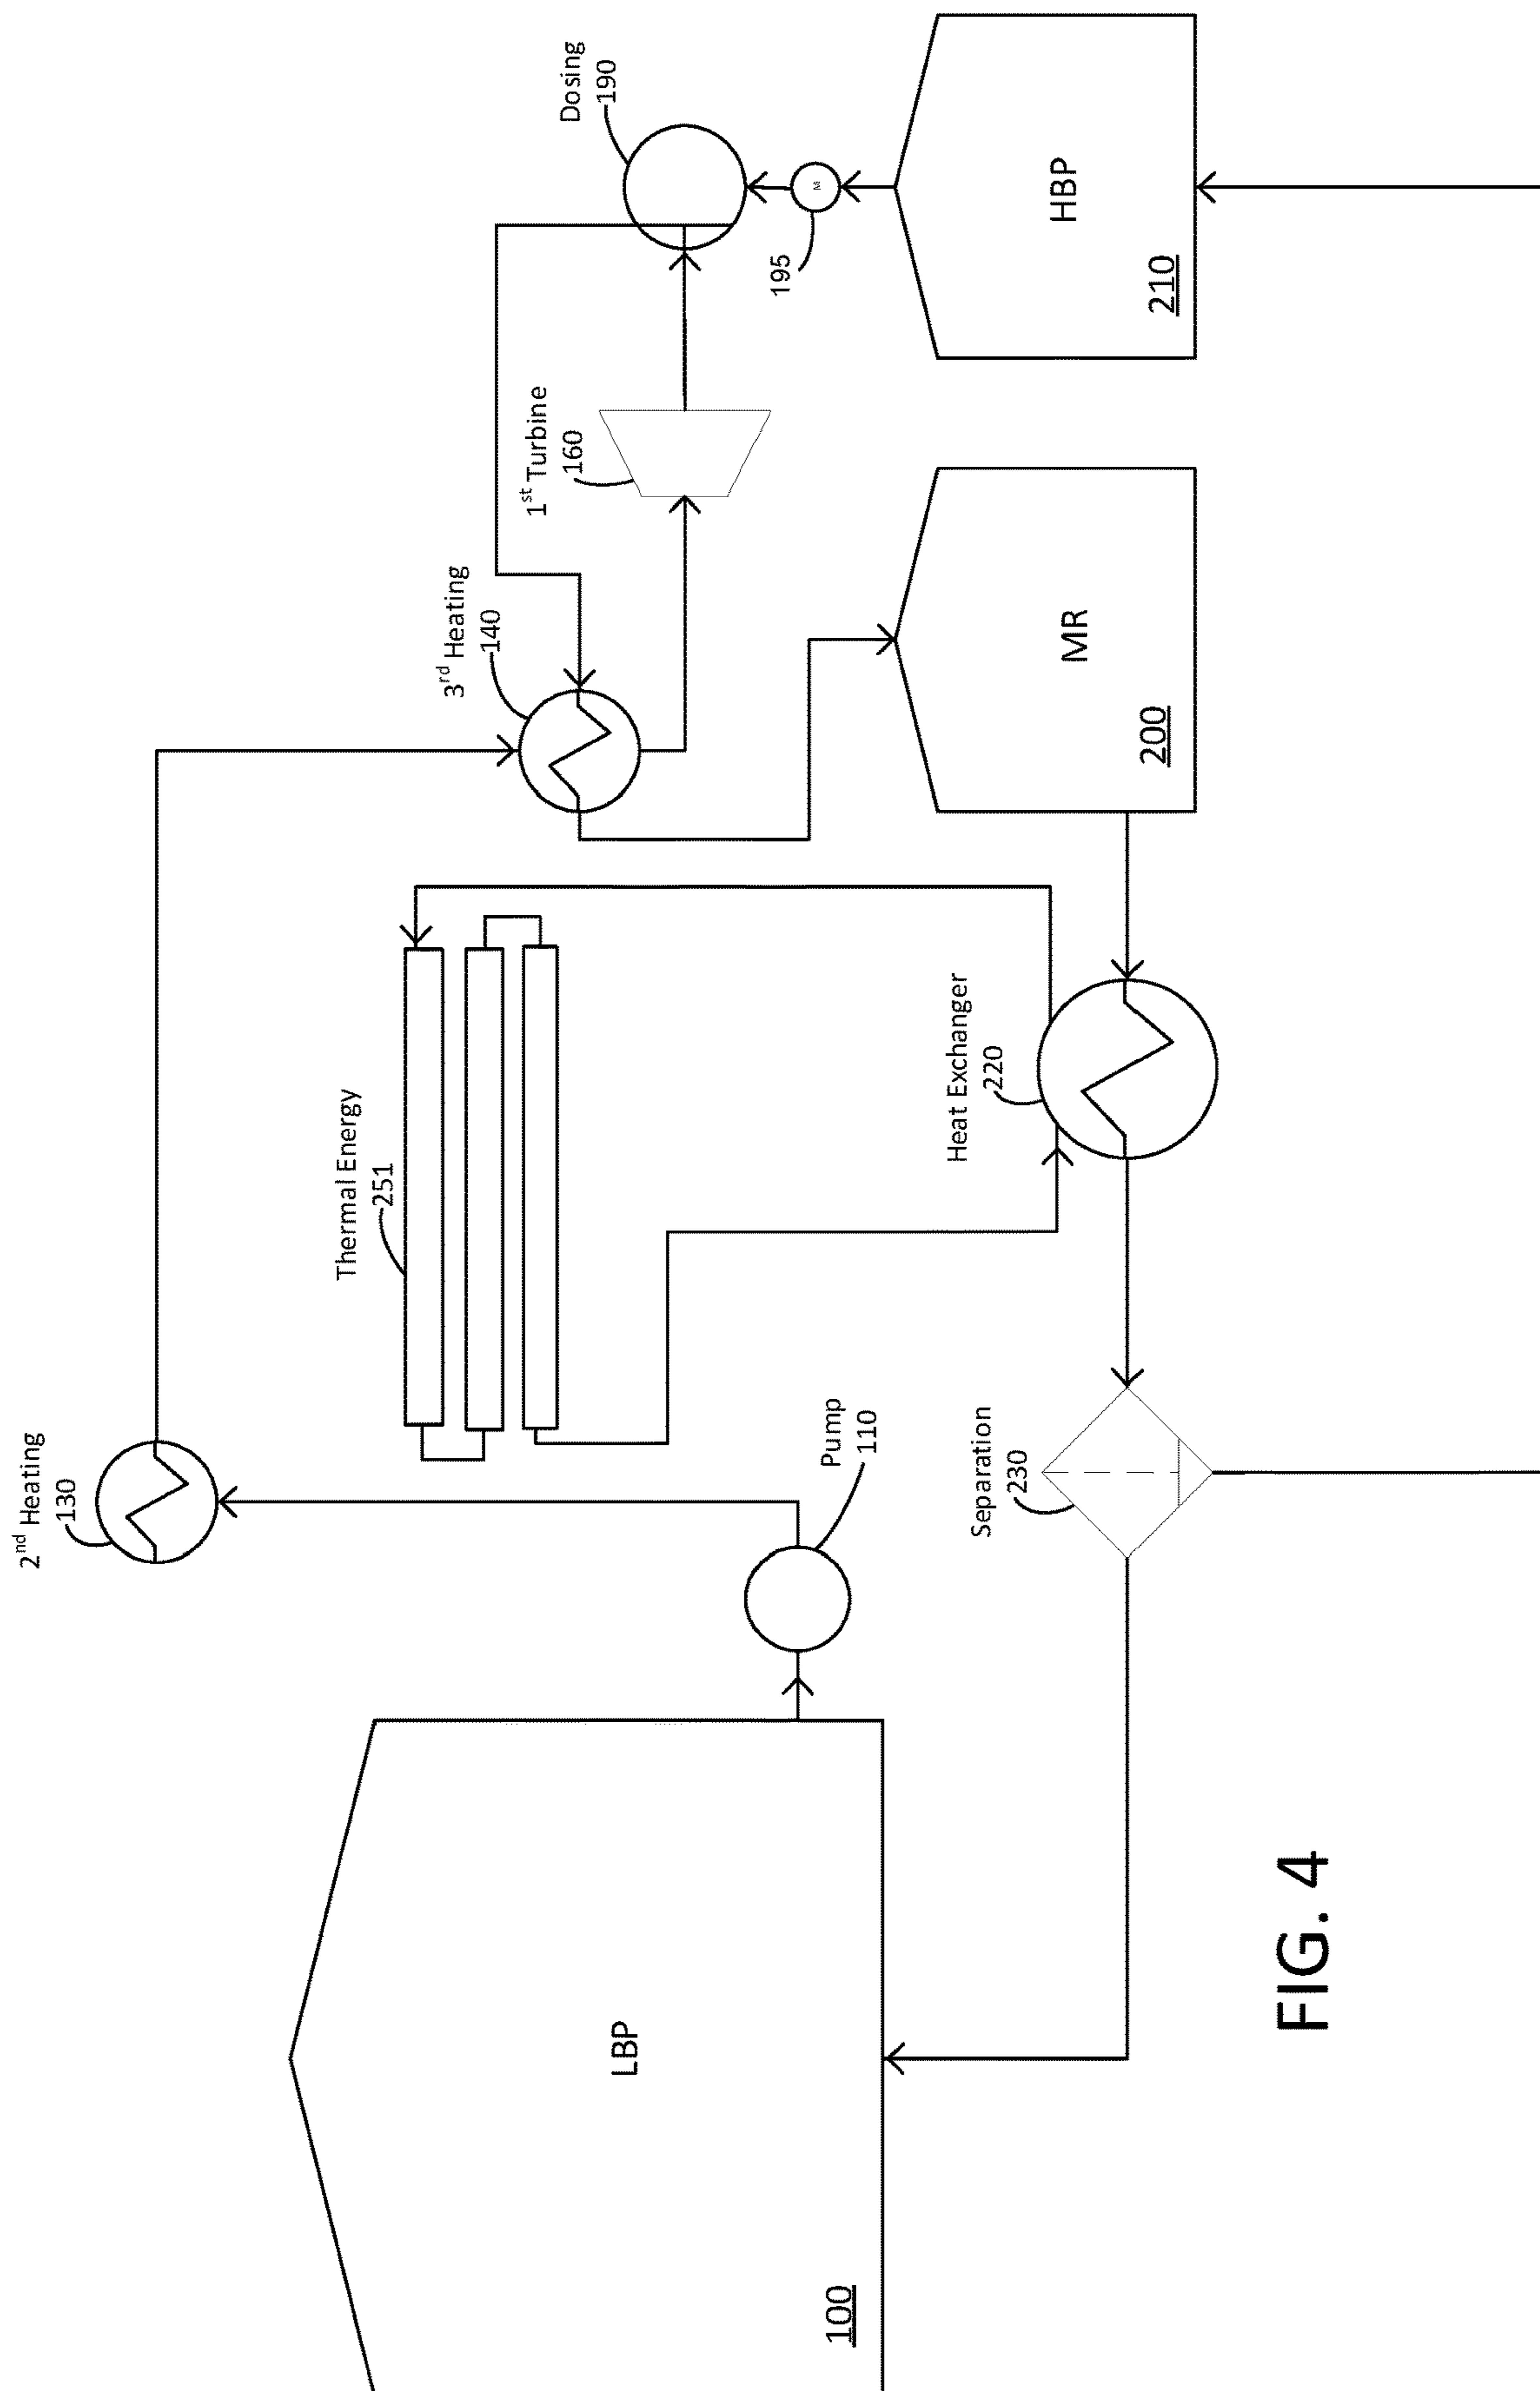 2nd Heating
130
Thermal Energy
251
3rd Heating
140
1st Turbine
160
Dosing
190
LBP
100
Pump
110
M
195
Separation
230
Heat Exchanger
220
MR
200
HBP
210
FIG. 4